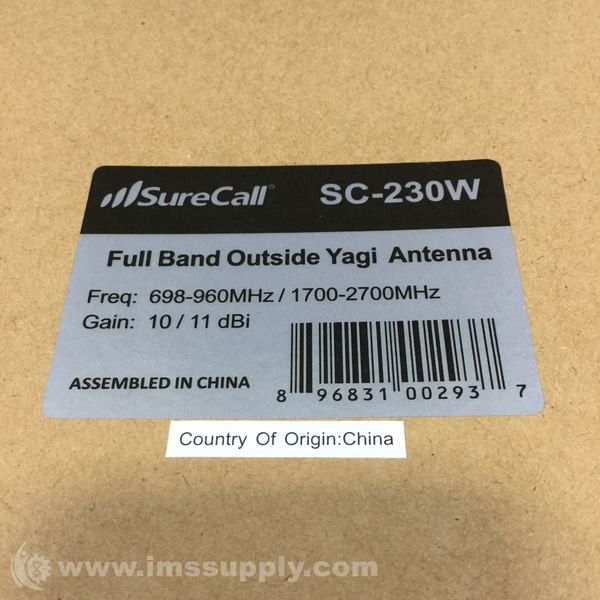 SureCall® SC-230W
Full Band Outside Yagi Antenna
Freq: 698-960MHz / 1700-2700MHz
Gain: 10 / 11 dBi
ASSEMBLED IN CHINA
8 96831 00293 7
Country Of Origin:China
www.imssupply.com